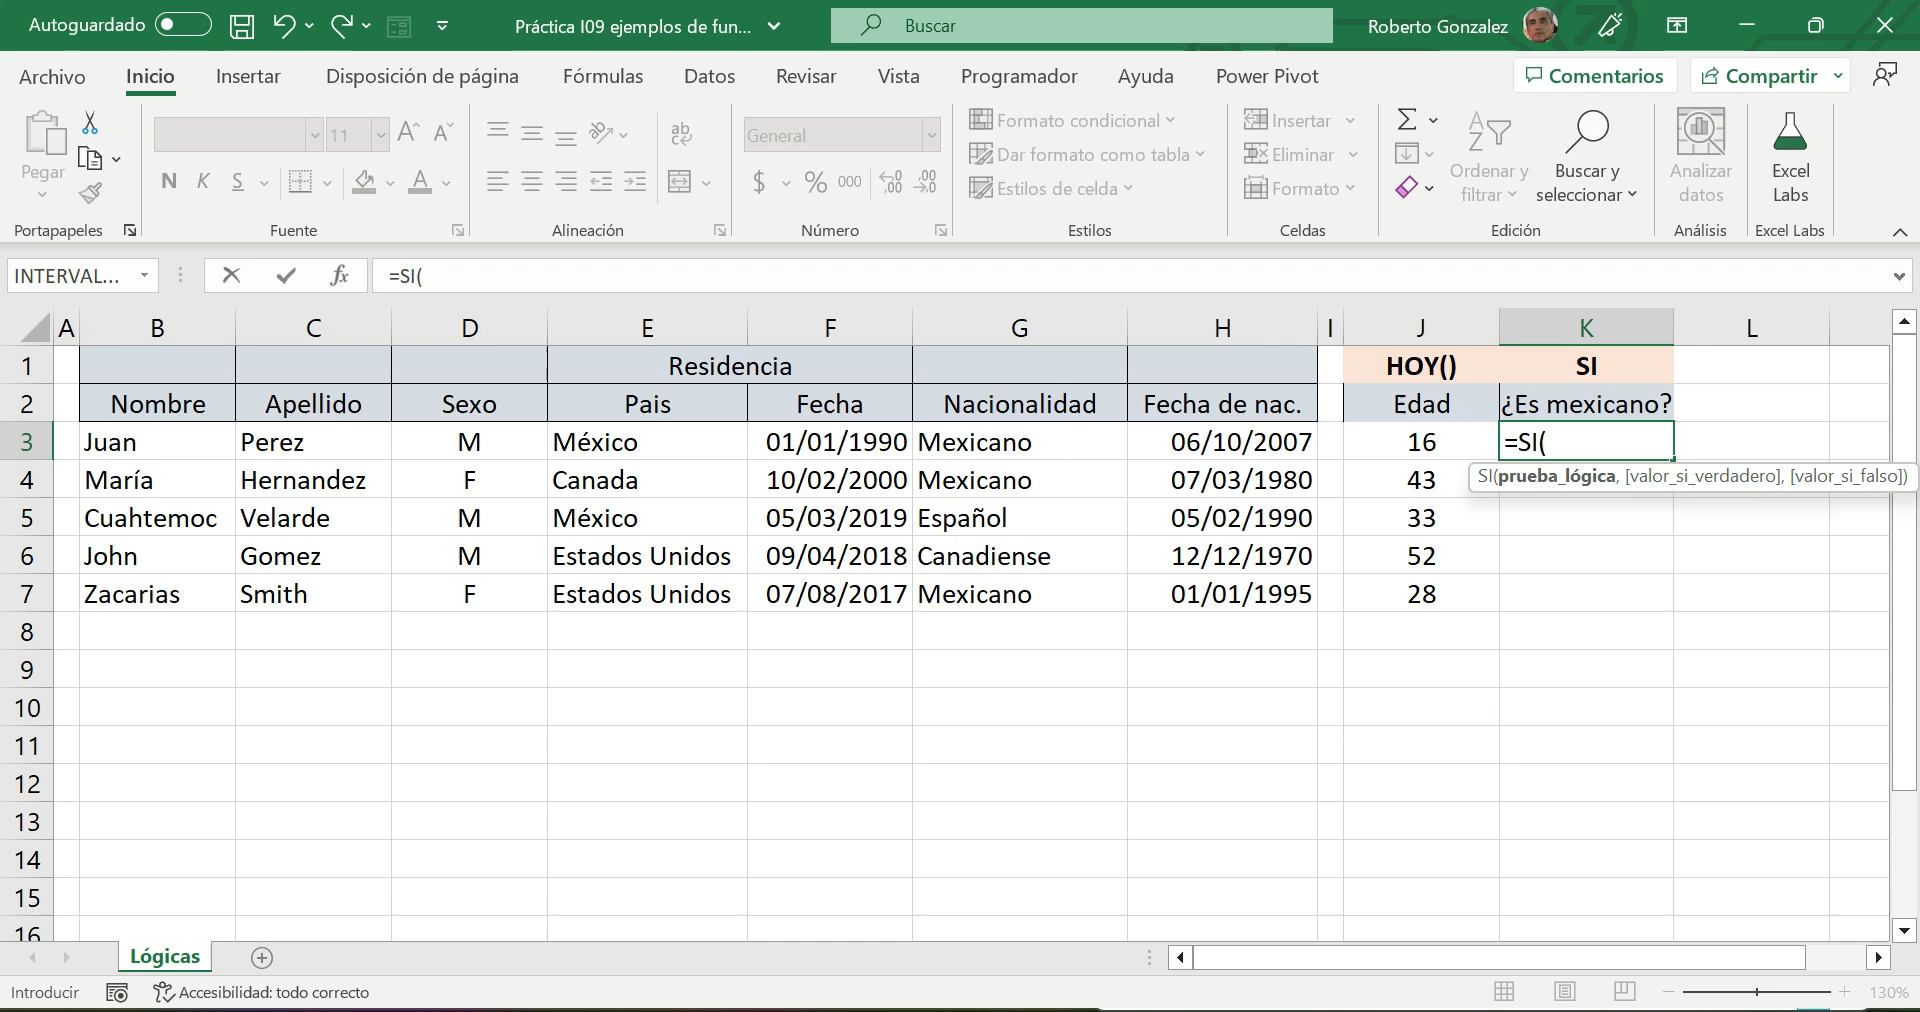 Autoguardado
Práctica I09 ejemplos de fun...
Buscar
Roberto Gonzalez
Archivo Inicio Insertar Disposición de página Fórmulas Datos Revisar Vista Programador Ayuda Power Pivot
Comentarios Compartir
Pegar
Portapapeles
11
N K S
Fuente
ab
Alineación
General
$ % 000
Número
Formato condicional
Dar formato como tabla
Estilos de celda
Estilos
Insertar
Eliminar
Formato
Celdas
Ordenar y
filtrar
Buscar y
seleccionar
Edición
Analizar
datos
Análisis
Excel
Labs
Excel Labs
INTERVAL... fx =SI(
A B C D E F G H I J K L
1 Residencia HOY() SI
2 Nombre Apellido Sexo Pais Fecha Nacionalidad Fecha de nac. Edad ¿Es mexicano?
3 Juan Perez M México 01/01/1990 Mexicano 06/10/2007 16 =SI(
SI(prueba_lógica, [valor_si_verdadero], [valor_si_falso])
4 María Hernandez F Canada 10/02/2000 Mexicano 07/03/1980 43
5 Cuahtemoc Velarde M México 05/03/2019 Español 05/02/1990 33
6 John Gomez M Estados Unidos 09/04/2018 Canadiense 12/12/1970 52
7 Zacarias Smith F Estados Unidos 07/08/2017 Mexicano 01/01/1995 28
8
9
10
11
12
13
14
15
16
Lógicas
Introducir Accesibilidad: todo correcto 130%